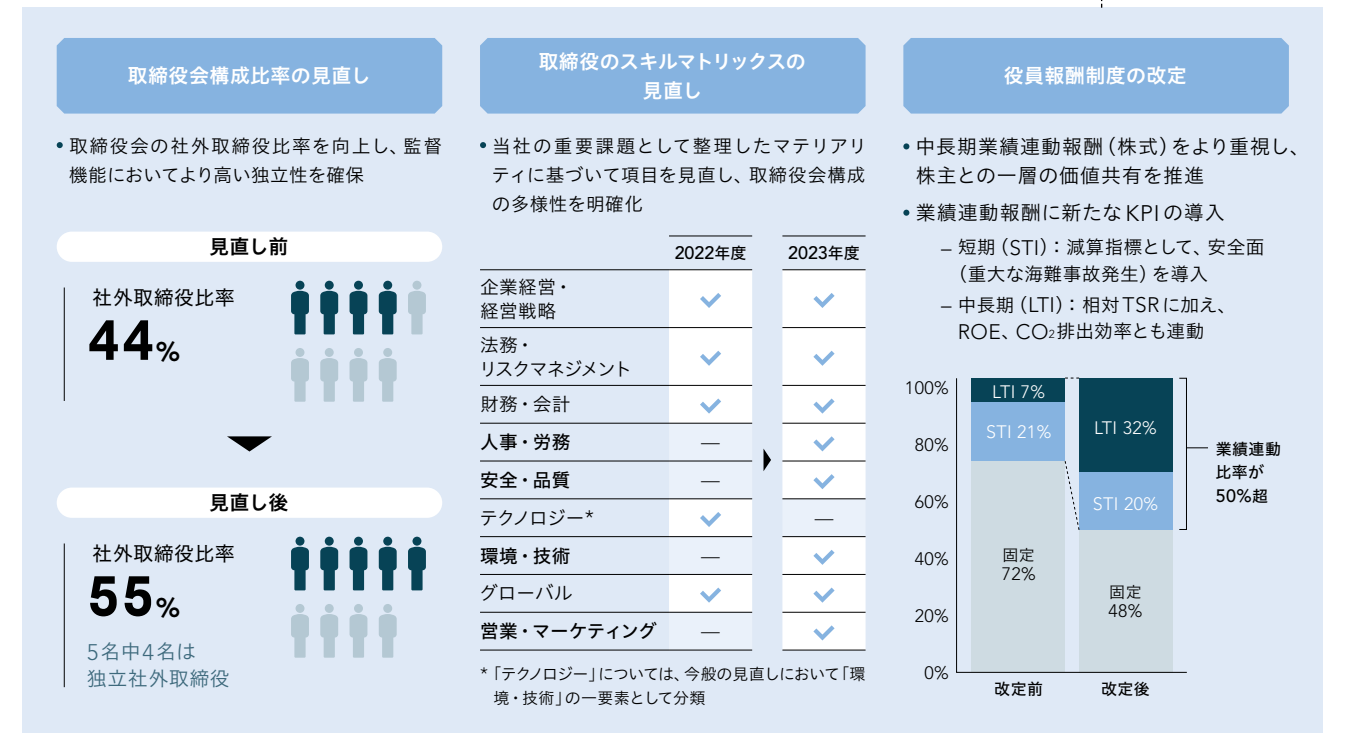 取締役会構成比率の見直し
• 取締役会の社外取締役比率を向上し、監督
機能においてより高い独立性を確保
見直し前
社外取締役比率
44%
見直し後
社外取締役比率
55%
5名中4名は
独立社外取締役
取締役のスキルマトリックスの
見直し
• 当社の重要課題として整理したマテリアリ
ティに基づいて項目を見直し、取締役会構成
の多様性を明確化
2022年度 2023年度
企業経営・
経営戦略
法務・
リスクマネジメント
財務・会計
人事・労務 —
安全・品質 —
テクノロジー* —
環境・技術 —
グローバル
営業・マーケティング —
* 「テクノロジー」については、今般の見直しにおいて「環
境・技術」の一要素として分類
役員報酬制度の改定
• 中長期業績連動報酬（株式）をより重視し、
株主との一層の価値共有を推進
• 業績連動報酬に新たなKPIの導入
– 短期（STI）：減算指標として、安全面
（重大な海難事故発生）を導入
– 中長期（LTI）：相対TSRに加え、
ROE、CO2排出効率とも連動
100%
80%
60%
40%
20%
0%
LTI 7%
STI 21%
固定
72%
改定前
LTI 32%
STI 20%
固定
48%
改定後
業績連動
比率が
50%超